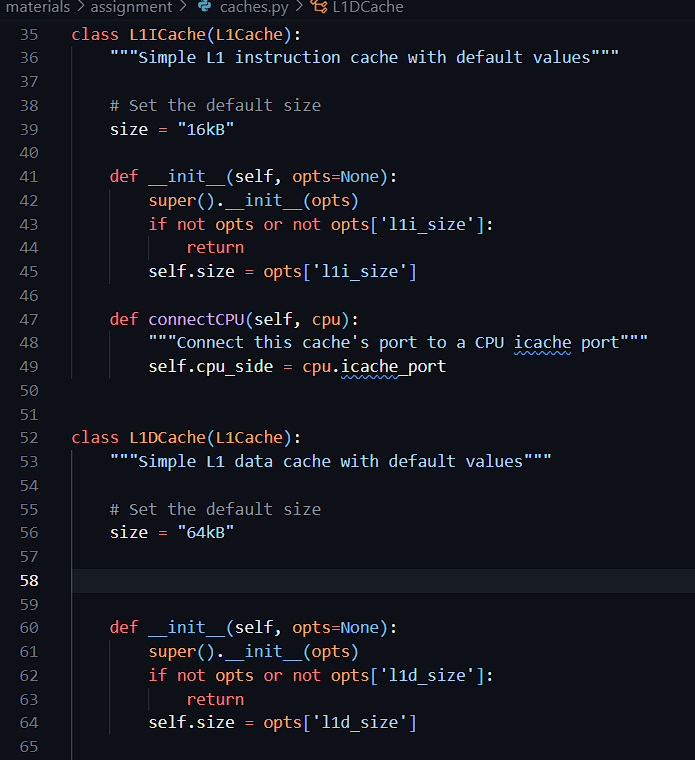 materials > assignment > caches.py > L1DCache
35 class L1ICache(L1Cache):
36     """Simple L1 instruction cache with default values"""
37
38     # Set the default size
39     size = "16kB"
40
41     def __init__(self, opts=None):
42         super().__init__(opts)
43         if not opts or not opts['l1i_size']:
44             return
45         self.size = opts['l1i_size']
46
47     def connectCPU(self, cpu):
48         """Connect this cache's port to a CPU icache port"""
49         self.cpu_side = cpu.icache_port
50
51
52 class L1DCache(L1Cache):
53     """Simple L1 data cache with default values"""
54
55     # Set the default size
56     size = "64kB"
57
58
59
60     def __init__(self, opts=None):
61         super().__init__(opts)
62         if not opts or not opts['l1d_size']:
63             return
64         self.size = opts['l1d_size']
65